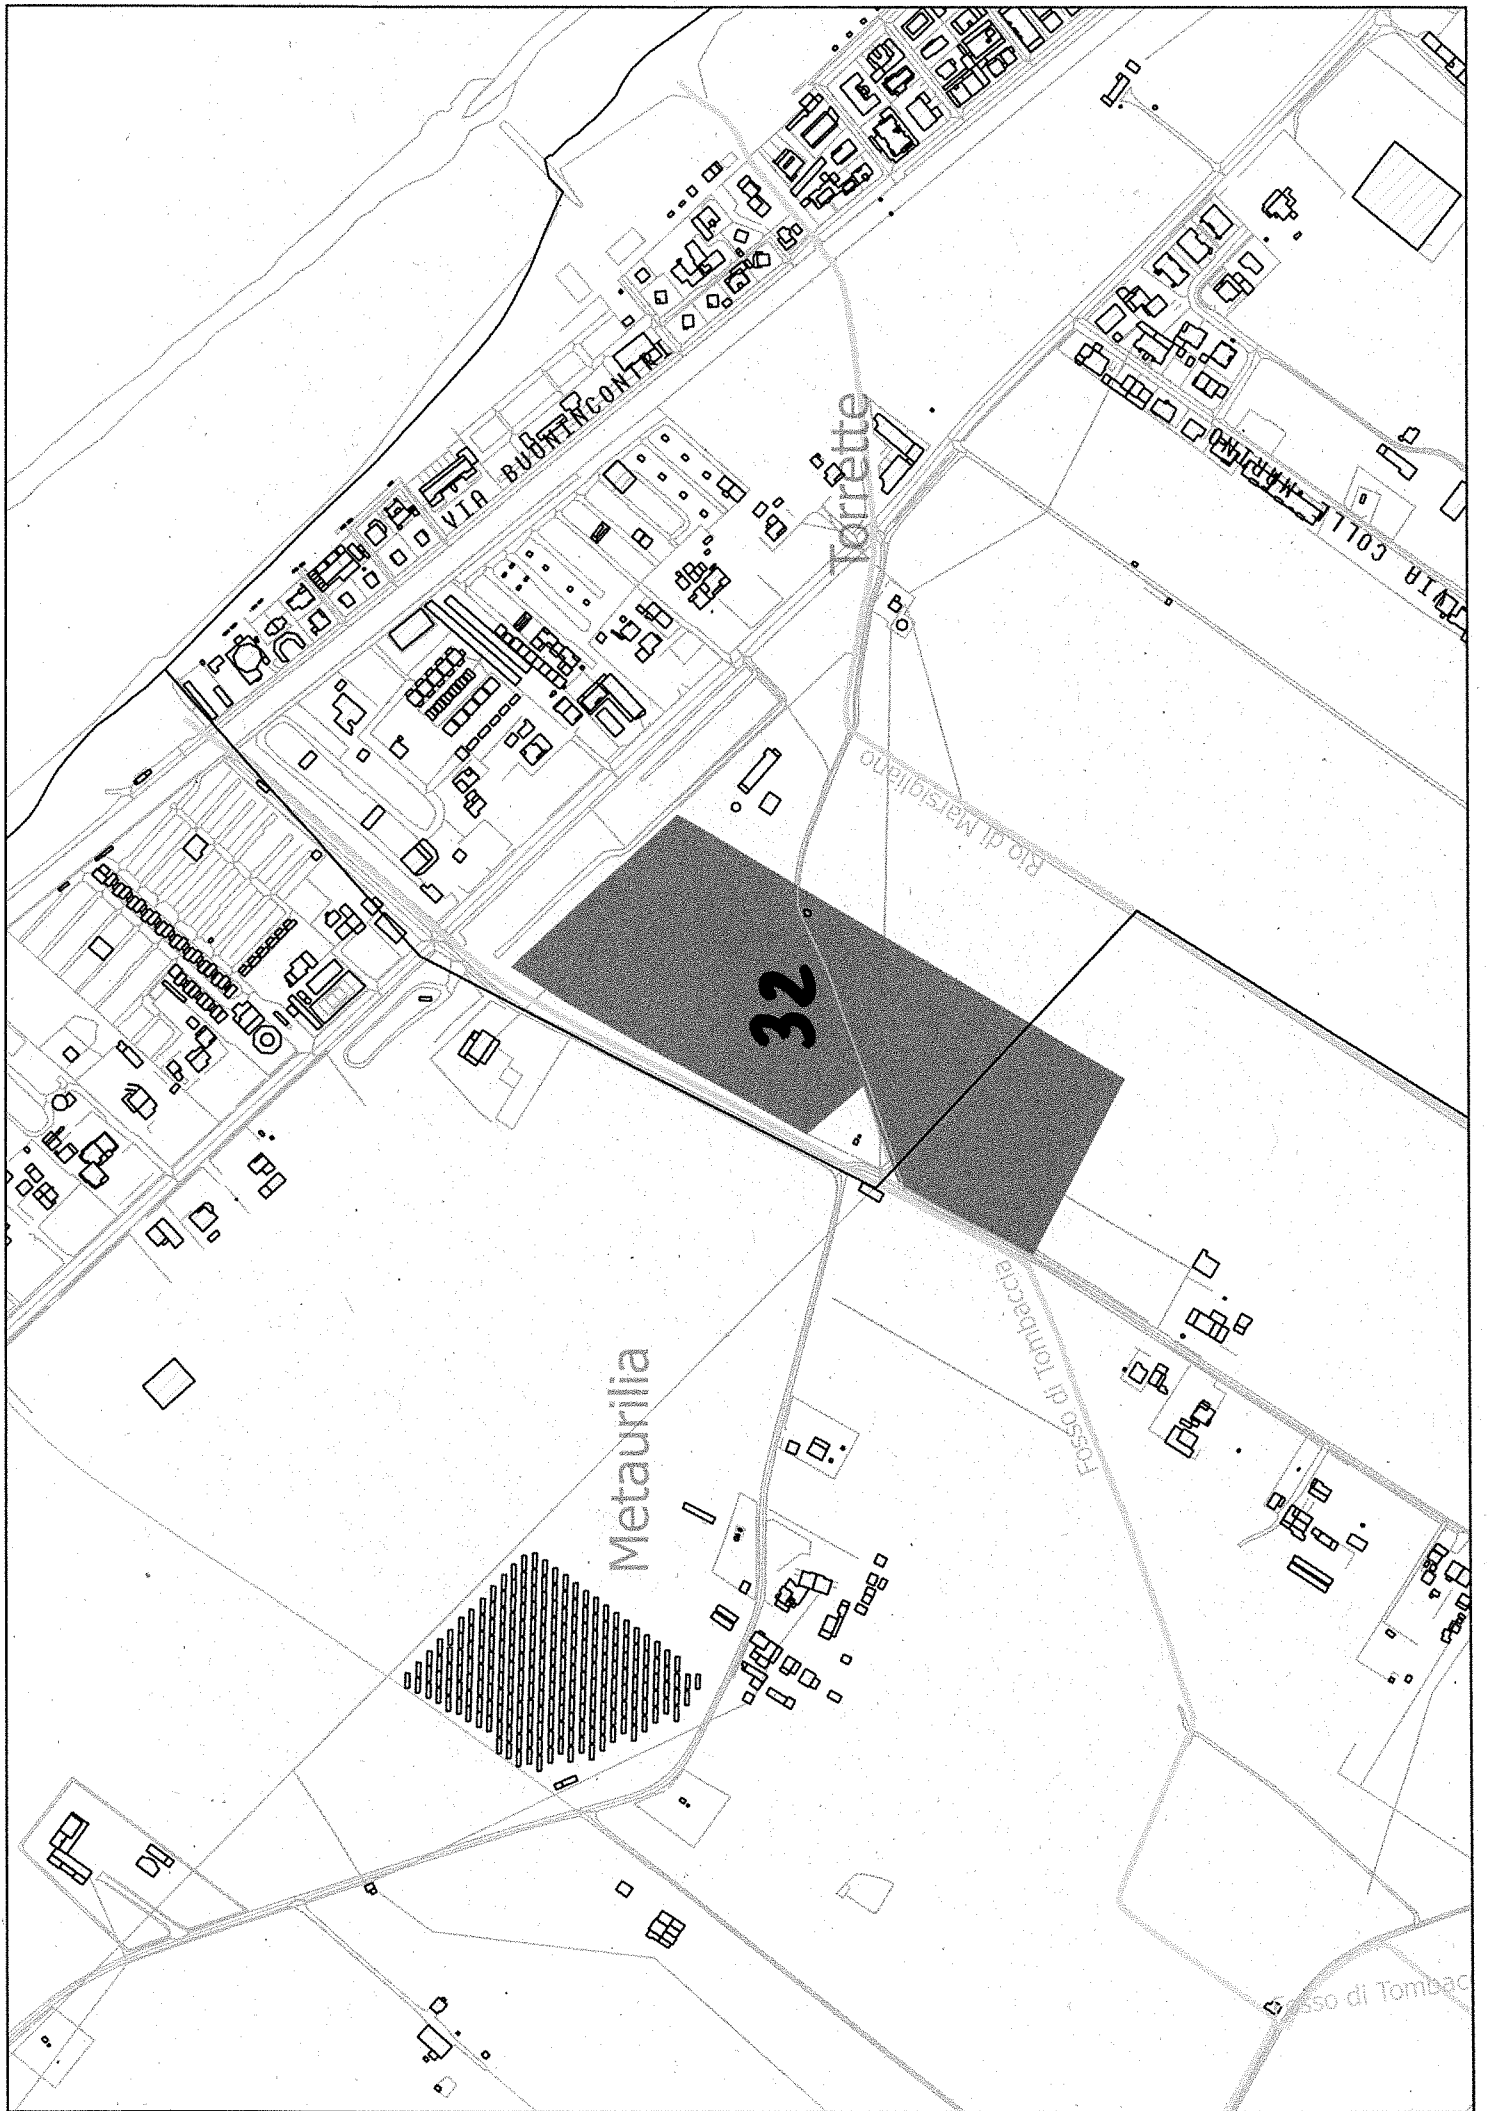 VIA BUONINCONTRI
Torrette
VIA COLLE MARINO
Rio di Marsigliano
32
Fosso di Tombaccia
Metaurilia
Fosso di Tombac